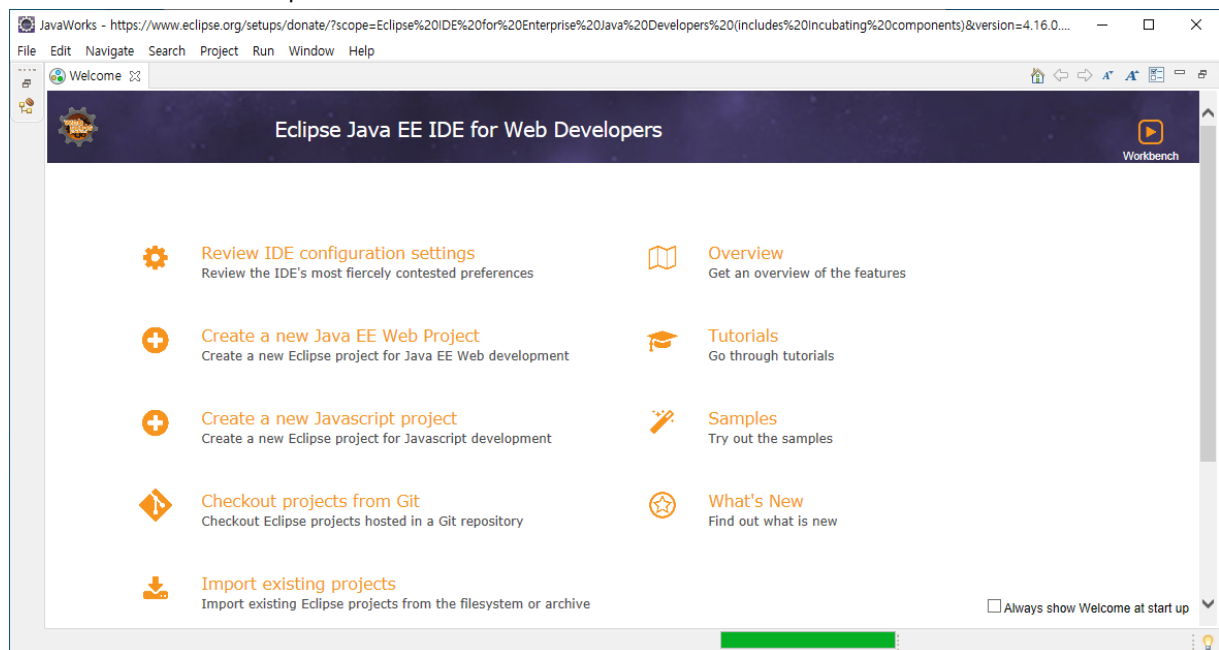 JavaWorks - https://www.eclipse.org/setups/donate/?scope=Eclipse%20IDE%20for%20Enterprise%20Java%20Developers%20(includes%20Incubating%20components)&version=4.16.0....
File Edit Navigate Search Project Run Window Help
Welcome
Eclipse Java EE IDE for Web Developers
Workbench
Review IDE configuration settings
Review the IDE's most fiercely contested preferences
Overview
Get an overview of the features
Create a new Java EE Web Project
Create a new Eclipse project for Java EE Web development
Tutorials
Go through tutorials
Create a new Javascript project
Create a new Eclipse project for Javascript development
Samples
Try out the samples
Checkout projects from Git
Checkout Eclipse projects hosted in a Git repository
What's New
Find out what is new
Import existing projects
Import existing Eclipse projects from the filesystem or archive
Always show Welcome at start up